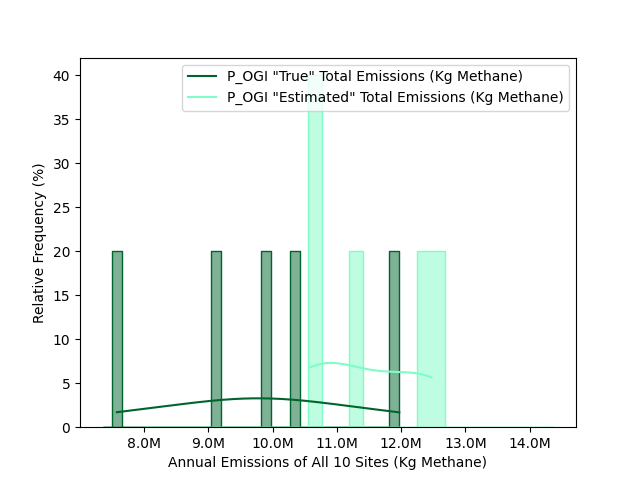 P_OGI "True" Total Emissions (Kg Methane)
P_OGI "Estimated" Total Emissions (Kg Methane)
40
35
30
25
20
15
10
5
0
Relative Frequency (%)
8.0M 9.0M 10.0M 11.0M 12.0M 13.0M 14.0M
Annual Emissions of All 10 Sites (Kg Methane)